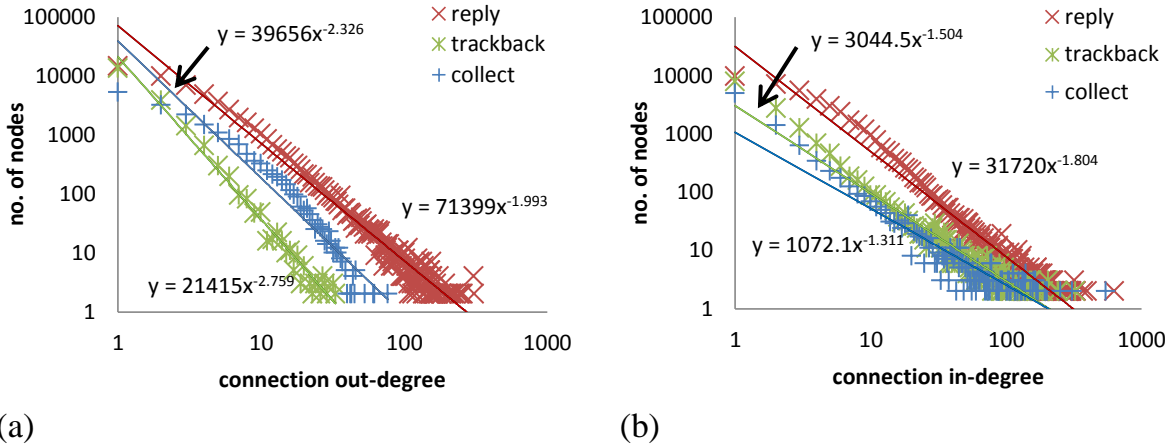 100000
10000
1000
100
10
1
no. of nodes
y = 39656x^-2.326
reply
trackback
collect
y = 71399x^-1.993
y = 21415x^-2.759
1 10 100 1000
connection out-degree
(a)
100000
10000
1000
100
10
1
no. of nodes
y = 3044.5x^-1.504
reply
trackback
collect
y = 31720x^-1.804
y = 1072.1x^-1.311
1 10 100 1000
connection in-degree
(b)